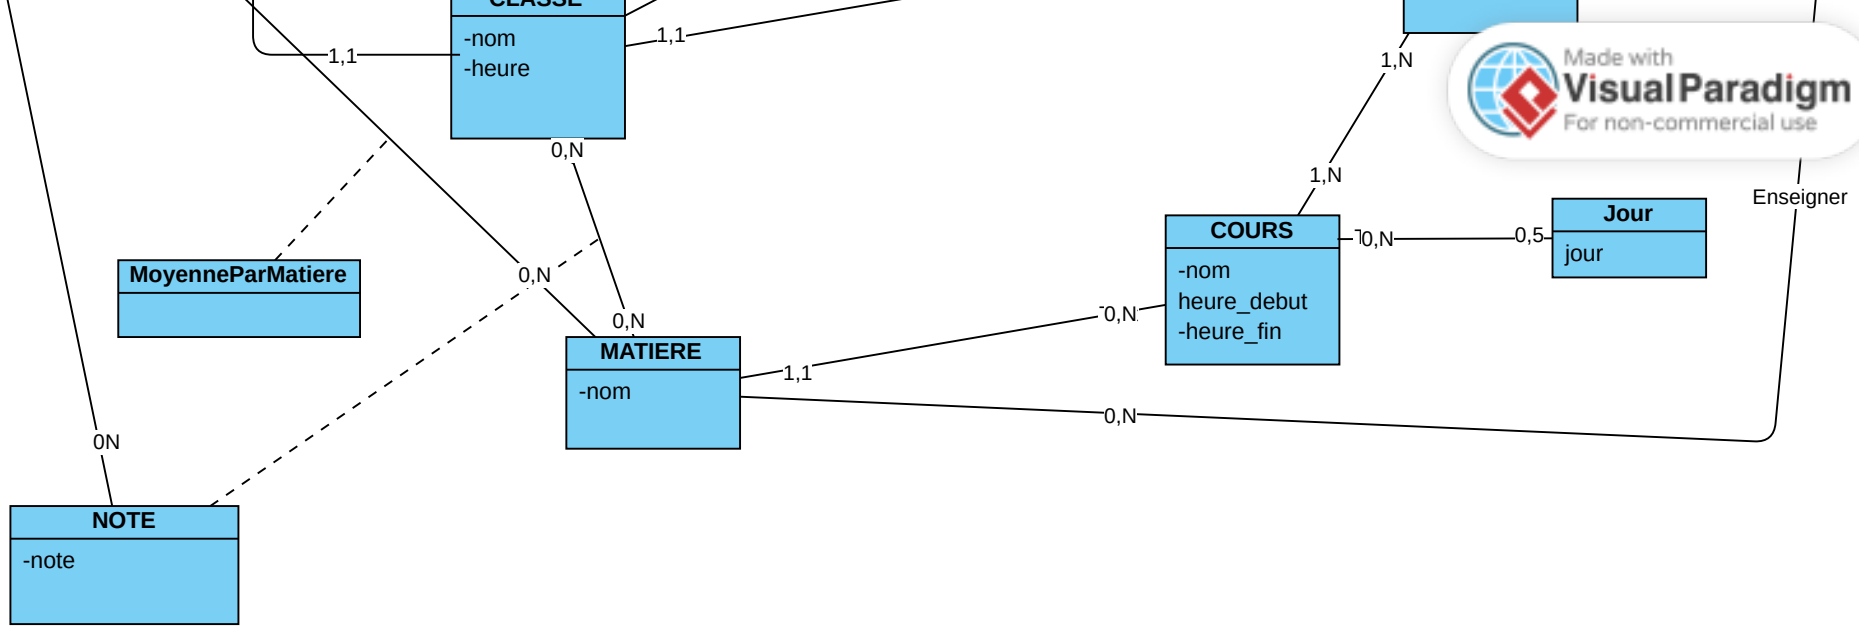 CLASSE
-nom
-heure
1,1
1,1
0,N
1,N
Made with
Visual Paradigm
For non-commercial use
1,N
Enseigner
COURS
-nom
heure_debut
-heure_fin
0,N
0,5
Jour
jour
MoyenneParMatiere
0,N
0,N
MATIERE
-nom
0,N
1,1
0,N
0N
NOTE
-note